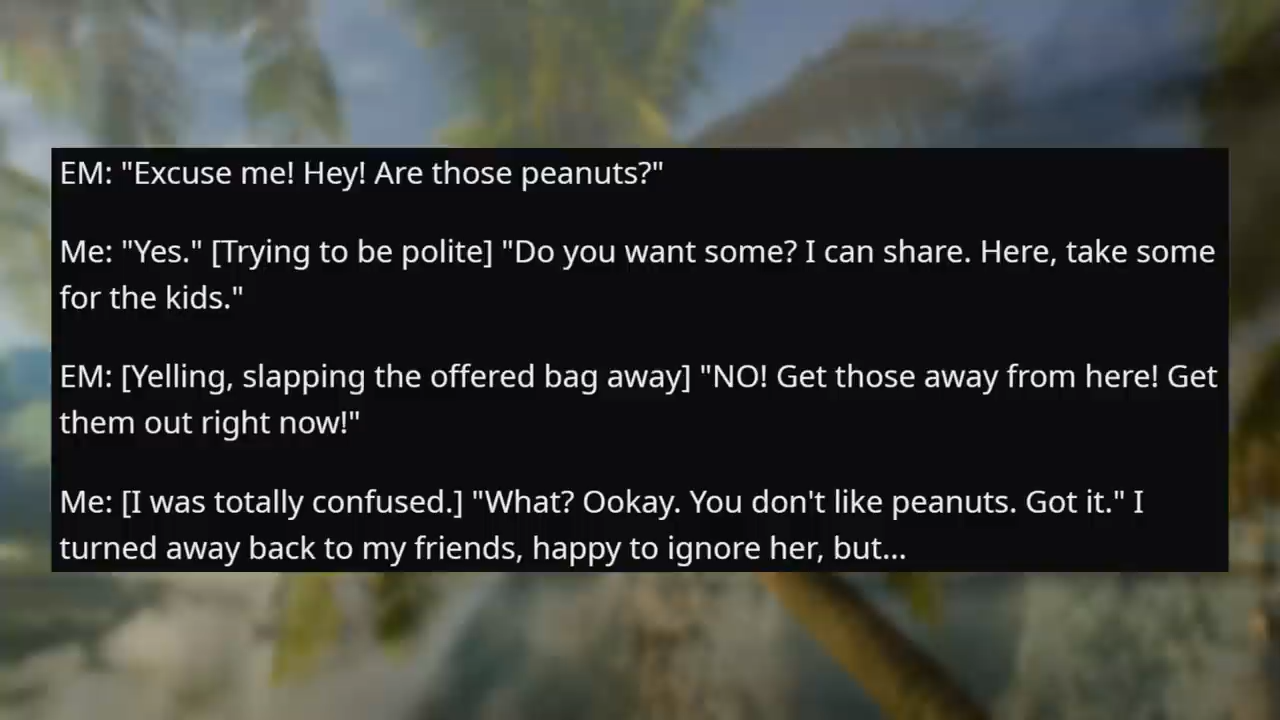 EM: "Excuse me! Hey! Are those peanuts?"
Me: "Yes." [Trying to be polite] "Do you want some? I can share. Here, take some
for the kids."
EM: [Yelling, slapping the offered bag away] "NO! Get those away from here! Get
them out right now!"
Me: [I was totally confused.] "What? Ookay. You don't like peanuts. Got it." I
turned away back to my friends, happy to ignore her, but...